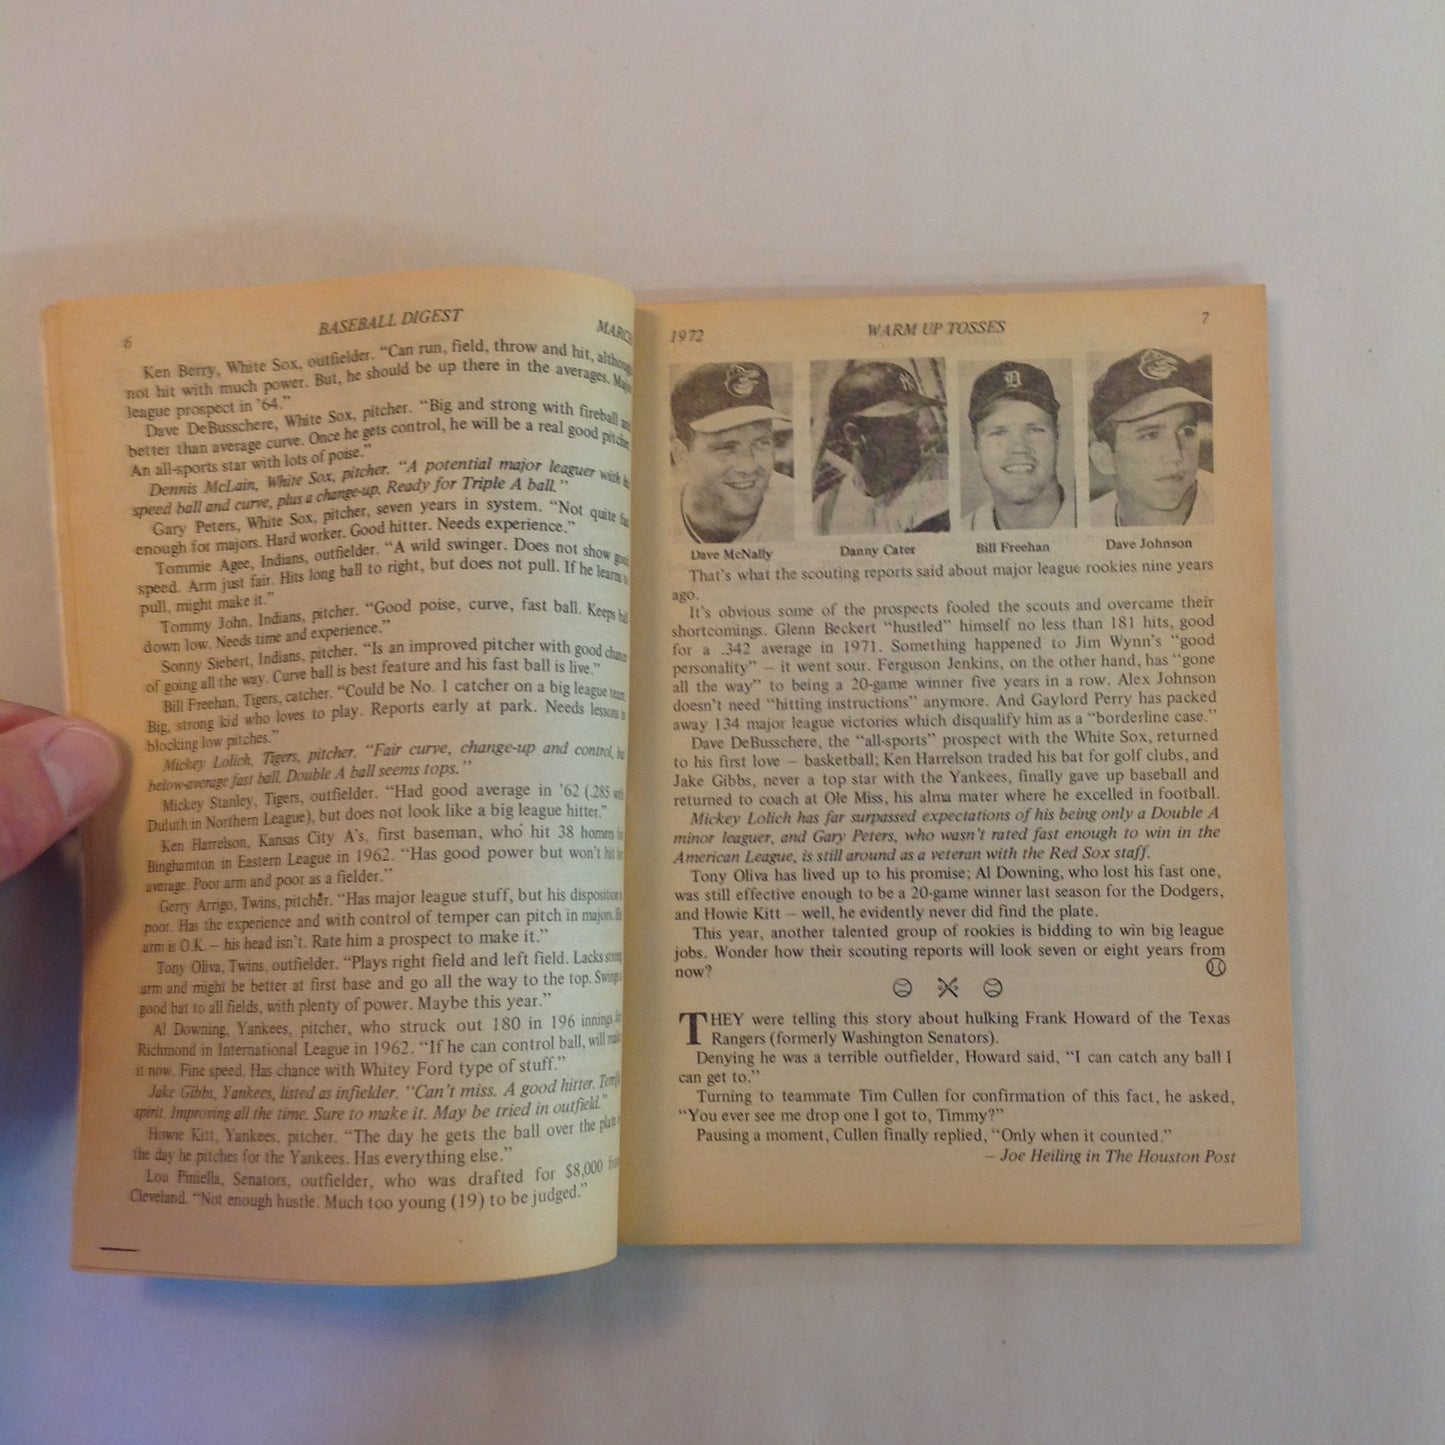 6
BASEBALL DIGEST
MARCH
Ken Berry, White Sox, outfielder. “Can run, field, throw and hit, although
not hit with much power. But, he should be up there in the averages. Major
league prospect in ’64.”
Dave DeBusschere, White Sox, pitcher. “Big and strong with fireball and
better than average curve. Once he gets control, he will be a real good pitcher.
An all-sports star with lots of poise.”
Dennis McLain, White Sox, pitcher. “A potential major leaguer with
speed ball and curve, plus a change-up. Ready for Triple A ball.”
Gary Peters, White Sox, pitcher, seven years in system. “Not quite
enough for majors. Hard worker. Good hitter. Needs experience.”
Tommie Agee, Indians, outfielder. “A wild swinger. Does not show good
speed. Arm just fair. Hits long ball to right, but does not pull. If he learns to
pull, might make it.”
Tommy John, Indians, pitcher. “Good poise, curve, fast ball. Keeps ball
down low. Needs time and experience.”
Sonny Siebert, Indians, pitcher. “Is an improved pitcher with good chance
of going all the way. Curve ball is best feature and his fast ball is live.”
Bill Freehan, Tigers, catcher. “Could be No. 1 catcher on a big league team.
Big, strong kid who loves to play. Reports early at park. Needs lessons in
blocking low pitches.”
Mickey Lolich, Tigers, pitcher. “Fair curve, change-up and control, but
below-average fast ball. Double A ball seems tops.”
Mickey Stanley, Tigers, outfielder. “Had good average in ’62 (.285 with
Duluth in Northern League), but does not look like a big league hitter.”
Ken Harrelson, Kansas City A’s, first baseman, who hit 38 homers for
Binghamton in Eastern League in 1962. “Has good power but won’t hit for
average. Poor arm and poor as a fielder.”
Gerry Arrigo, Twins, pitcher. “Has major league stuff, but his disposition is
poor. Has the experience and with control of temper can pitch in majors. His
arm is O.K. – his head isn’t. Rate him a prospect to make it.”
Tony Oliva, Twins, outfielder. “Plays right field and left field. Lacks strong
arm and might be better at first base and go all the way to the top. Swings
good bat to all fields, with plenty of power. Maybe this year.”
Al Downing, Yankees, pitcher, who struck out 180 in 196 innings for
Richmond in International League in 1962. “If he can control ball, will make
it now. Fine speed. Has chance with Whitey Ford type of stuff.”
Jake Gibbs, Yankees, listed as infielder. “Can’t miss. A good hitter. Terrific
spirit. Improving all the time. Sure to make it. May be tried in outfield.”
Howie Kitt, Yankees, pitcher. “The day he gets the ball over the plate is
the day he pitches for the Yankees. Has everything else.”
Lou Piniella, Senators, outfielder, who was drafted for $8,000 from
Cleveland. “Not enough hustle. Much too young (19) to be judged.”
1972
WARM UP TOSSES
7
Dave McNally
Danny Cater
Bill Freehan
Dave Johnson
That’s what the scouting reports said about major league rookies nine years
ago.
It’s obvious some of the prospects fooled the scouts and overcame their
shortcomings. Glenn Beckert “hustled” himself no less than 181 hits, good
for a .342 average in 1971. Something happened to Jim Wynn’s “good
personality” – it went sour. Ferguson Jenkins, on the other hand, has “gone
all the way” to being a 20-game winner five years in a row. Alex Johnson
doesn’t need “hitting instructions” anymore. And Gaylord Perry has packed
away 134 major league victories which disqualify him as a “borderline case.”
Dave DeBusschere, the “all-sports” prospect with the White Sox, returned
to his first love – basketball; Ken Harrelson traded his bat for golf clubs, and
Jake Gibbs, never a top star with the Yankees, finally gave up baseball and
returned to coach at Ole Miss, his alma mater where he excelled in football.
Mickey Lolich has far surpassed expectations of his being only a Double A
minor leaguer, and Gary Peters, who wasn’t rated fast enough to win in the
American League, is still around as a veteran with the Red Sox staff.
Tony Oliva has lived up to his promise; Al Downing, who lost his fast one,
was still effective enough to be a 20-game winner last season for the Dodgers,
and Howie Kitt – well, he evidently never did find the plate.
This year, another talented group of rookies is bidding to win big league
jobs. Wonder how their scouting reports will look seven or eight years from
now?
THEY were telling this story about hulking Frank Howard of the Texas
Rangers (formerly Washington Senators).
Denying he was a terrible outfielder, Howard said, “I can catch any ball I
can get to.”
Turning to teammate Tim Cullen for confirmation of this fact, he asked,
“You ever see me drop one I got to, Timmy?”
Pausing a moment, Cullen finally replied, “Only when it counted.”
– Joe Heiling in The Houston Post